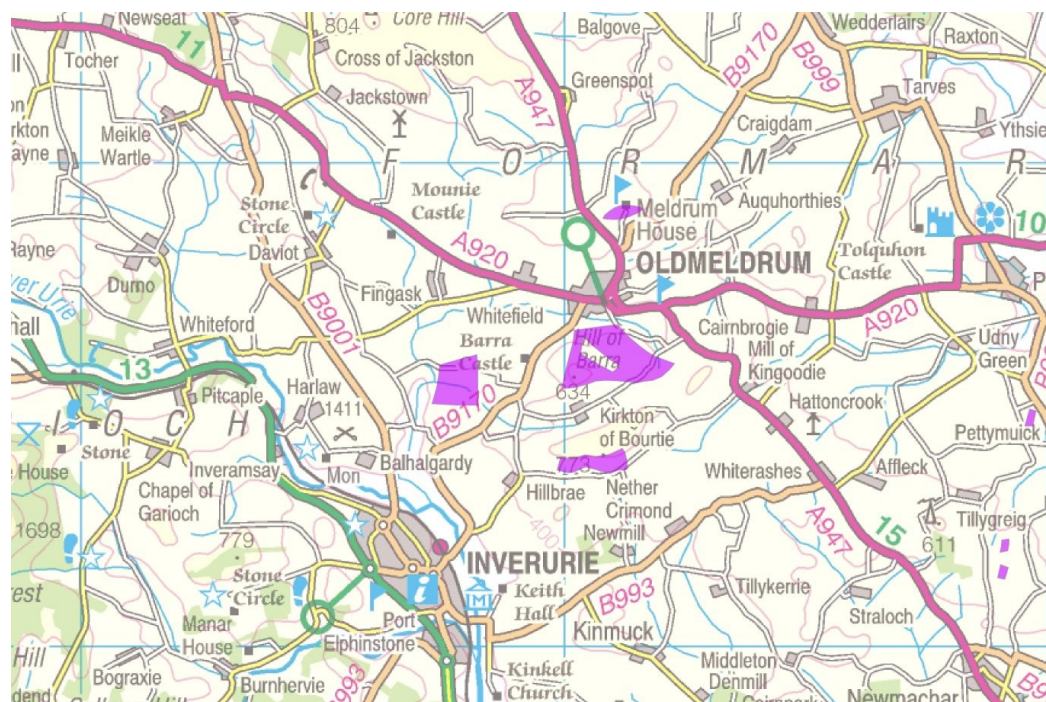 Newseat
804
Core Hill
Balgove
Wedderlairs
11
Tocher
Cross of Jackston
A947
Greenspot
B9170
B999
Raxton
Jackstown
Tarves
Meikle
Wartle
Craigdam
Ythsie
F O R M A R
Mounie
Castle
Stone
Circle
Meldrum
House
Auquhorthies
10
Rayne
Daviot
A920
OLDMELDRUM
Tolquhon
Castle
Durno
Fingask
B9001
Whitefield
A920
Whiteford
Barra
Castle
Hill of
Barra
Cairnbrogie
Mill of
Kingoodie
Udny
Green
13
Pitcaple
Harlaw
1411
634
B9170
Kirkton
of Bourtie
Hattoncrook
O C H
Stone
Inveramsay
Mon
Balhalgardy
773
Whiterashes
Affleck
Pettymuick
Chapel of
Garioch
Hillbrae
Nether
Crimond
Newmill
400
A947
15
Tillygreig
611
1698
779
INVERURIE
Stone
Circle
i
M
Keith
Hall
B993
Tillykerrie
Straloch
Manar
House
Port
Elphinstone
Kinmuck
Hill
Bograxie
Burnhervie
B993
Kinkell
Church
Middleton
Denmill
Newmachar